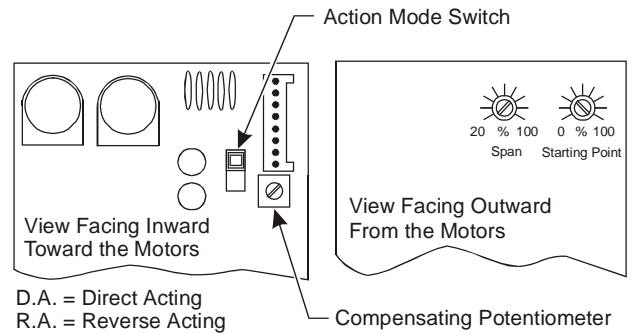 Action Mode Switch
20 % 100
Span
0 % 100
Starting Point
View Facing Inward
Toward the Motors
View Facing Outward
From the Motors
D.A. = Direct Acting
R.A. = Reverse Acting
Compensating Potentiometer